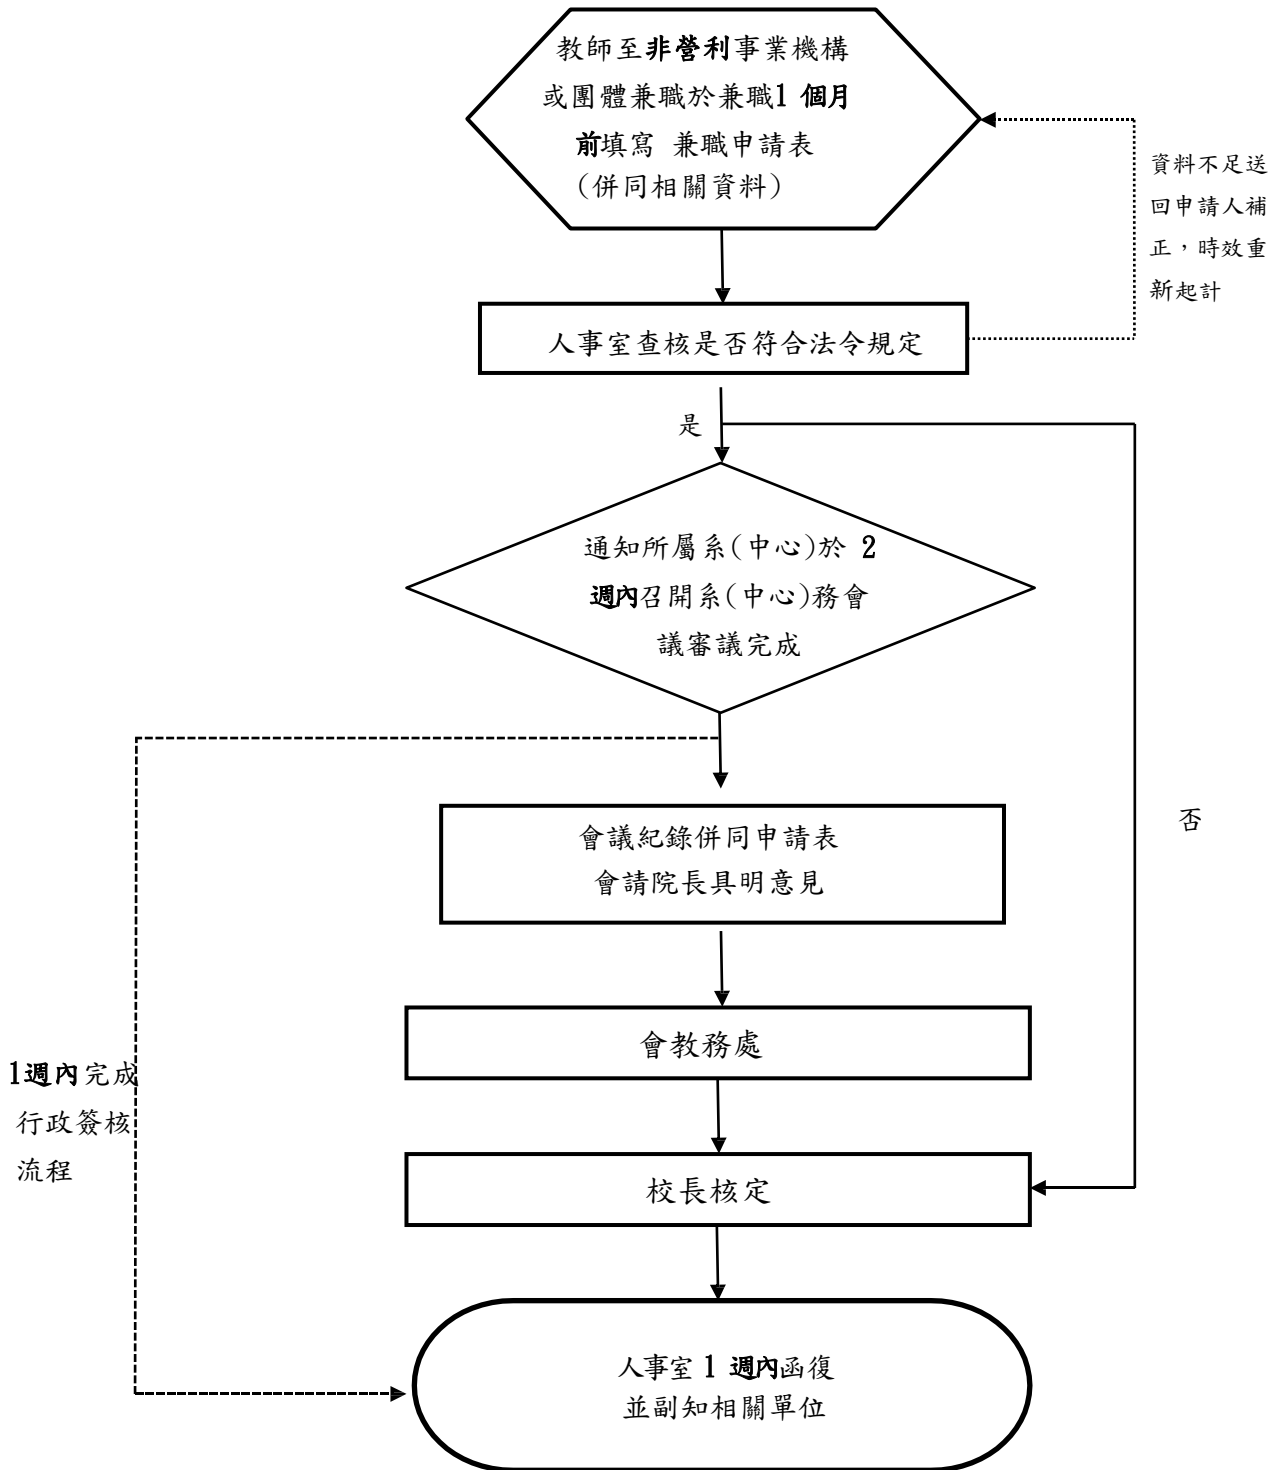 教師至非營利事業機構
或團體兼職於兼職1 個月
前填寫 兼職申請表
(併同相關資料)
資料不足送
回申請人補
正，時效重
新起計
人事室查核是否符合法令規定
是
通知所屬系(中心)於 2
週內召開系(中心)務會
議審議完成
否
會議紀錄併同申請表
會請院長具明意見
會教務處
1週內完成
行政簽核
流程
校長核定
人事室 1 週內函復
並副知相關單位